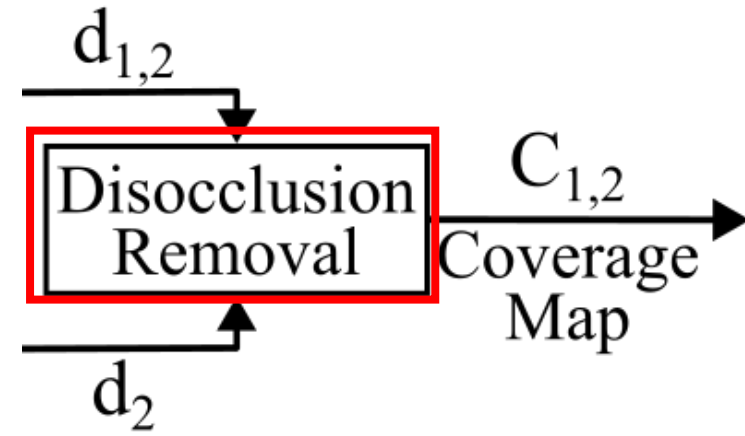 d₁,₂
Disocclusion
Removal
C₁,₂
Coverage
Map
d₂